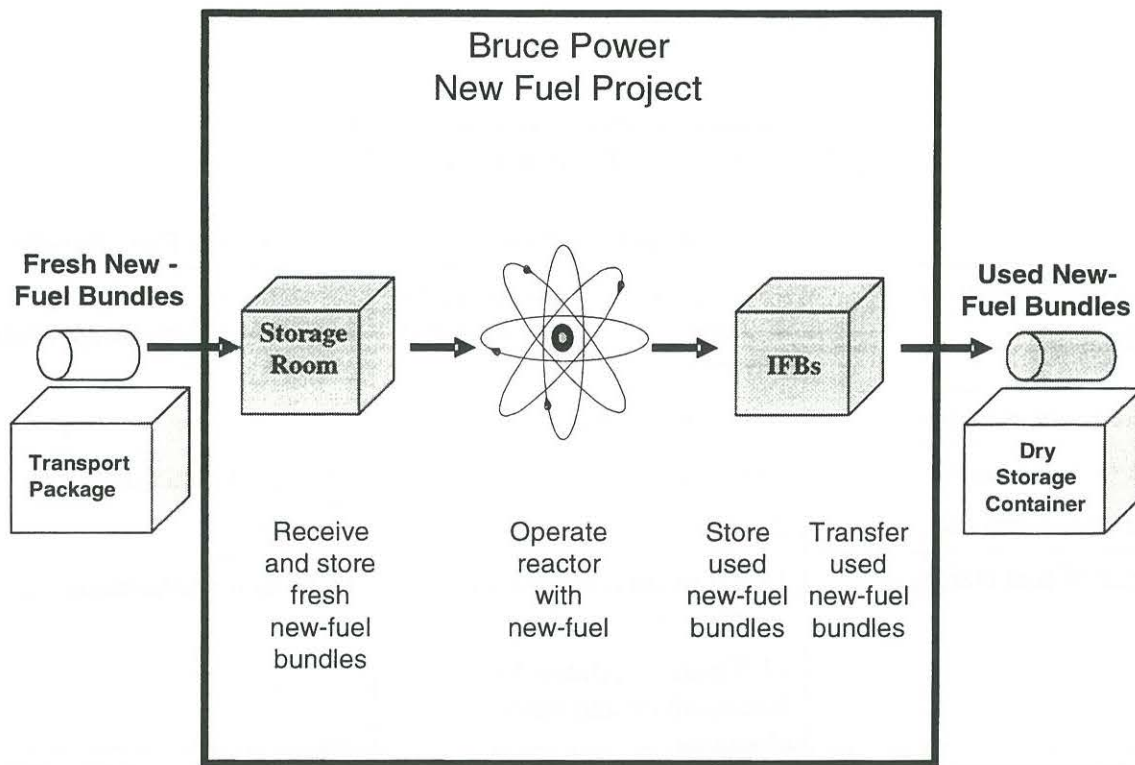 Bruce Power
New Fuel Project
Fresh New -
Fuel Bundles
Transport
Package
Storage
Room
IFBs
Used New-
Fuel Bundles
Dry
Storage
Container
Receive
and store
fresh
new-fuel
bundles
Operate
reactor
with
new-fuel
Store
used
new-fuel
bundles
Transfer
used
new-fuel
bundles